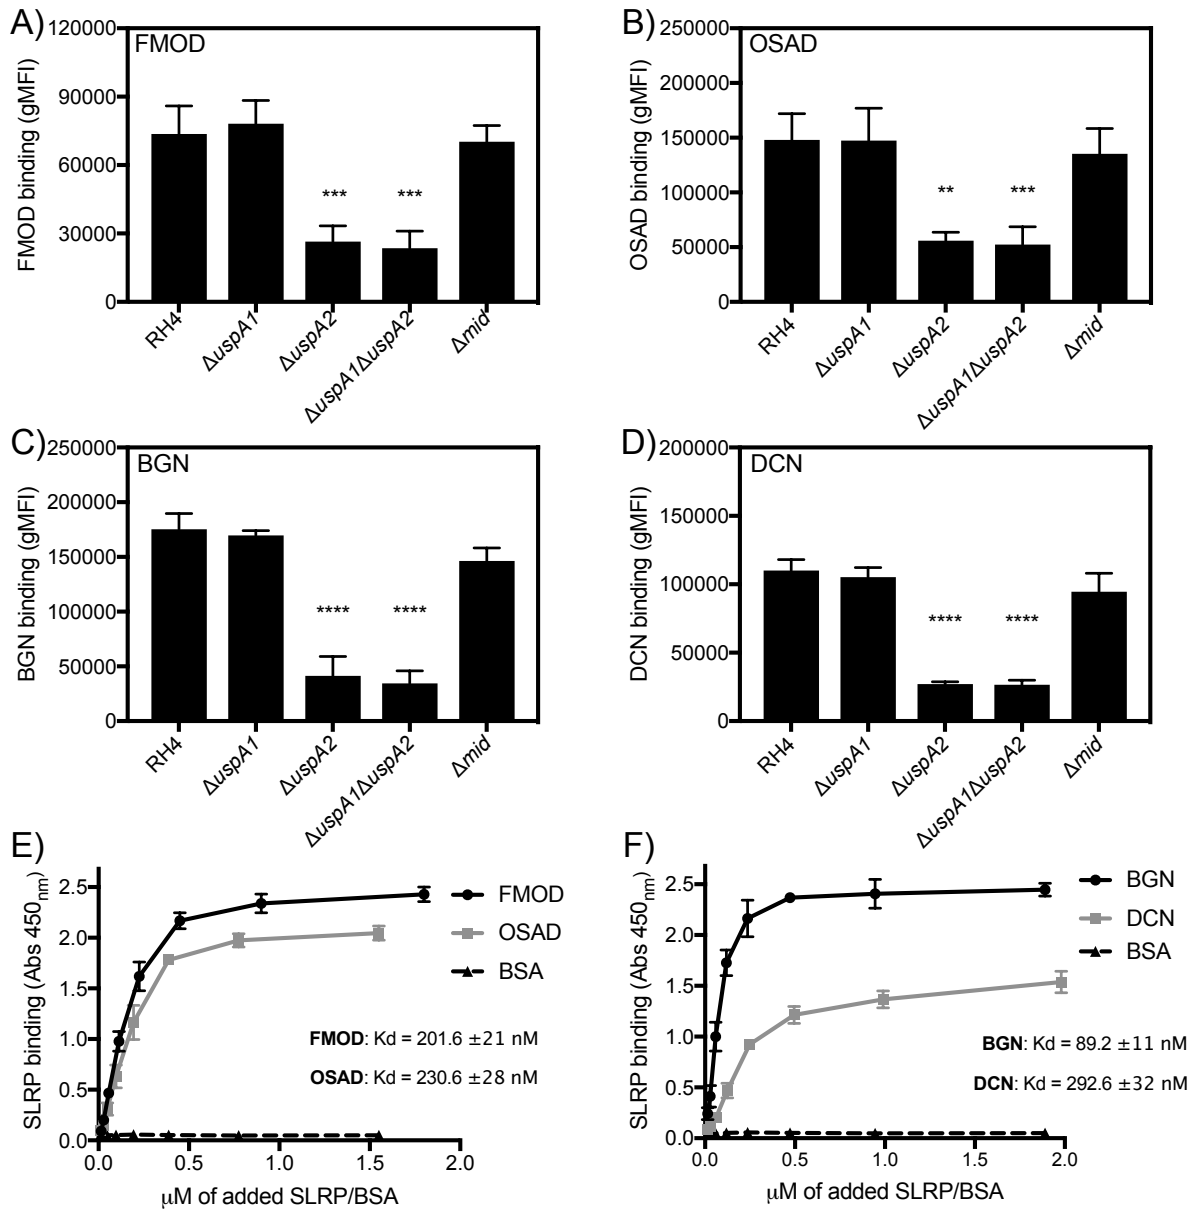 A)
FMOD
FMOD binding (gMFI)
120000
90000
60000
30000
0
***
***
RH4
ΔuspA1
ΔuspA2
ΔuspA1ΔuspA2
Δmid
B)
OSAD
OSAD binding (gMFI)
250000
200000
150000
100000
50000
0
**
***
RH4
ΔuspA1
ΔuspA2
ΔuspA1ΔuspA2
Δmid
C)
BGN
BGN binding (gMFI)
250000
200000
150000
100000
50000
0
****
****
RH4
ΔuspA1
ΔuspA2
ΔuspA1ΔuspA2
Δmid
D)
DCN
DCN binding (gMFI)
200000
150000
100000
50000
0
****
****
RH4
ΔuspA1
ΔuspA2
ΔuspA1ΔuspA2
Δmid
E)
SLRP binding (Abs 450nm)
2.5
2.0
1.5
1.0
0.5
0.0
FMOD
OSAD
BSA
FMOD: Kd = 201.6 ±21 nM
OSAD: Kd = 230.6 ±28 nM
0.0 0.5 1.0 1.5 2.0
μM of added SLRP/BSA
F)
SLRP binding (Abs 450nm)
2.5
2.0
1.5
1.0
0.5
0.0
BGN
DCN
BSA
BGN: Kd = 89.2 ±11 nM
DCN: Kd = 292.6 ±32 nM
0.0 0.5 1.0 1.5 2.0
μM of added SLRP/BSA